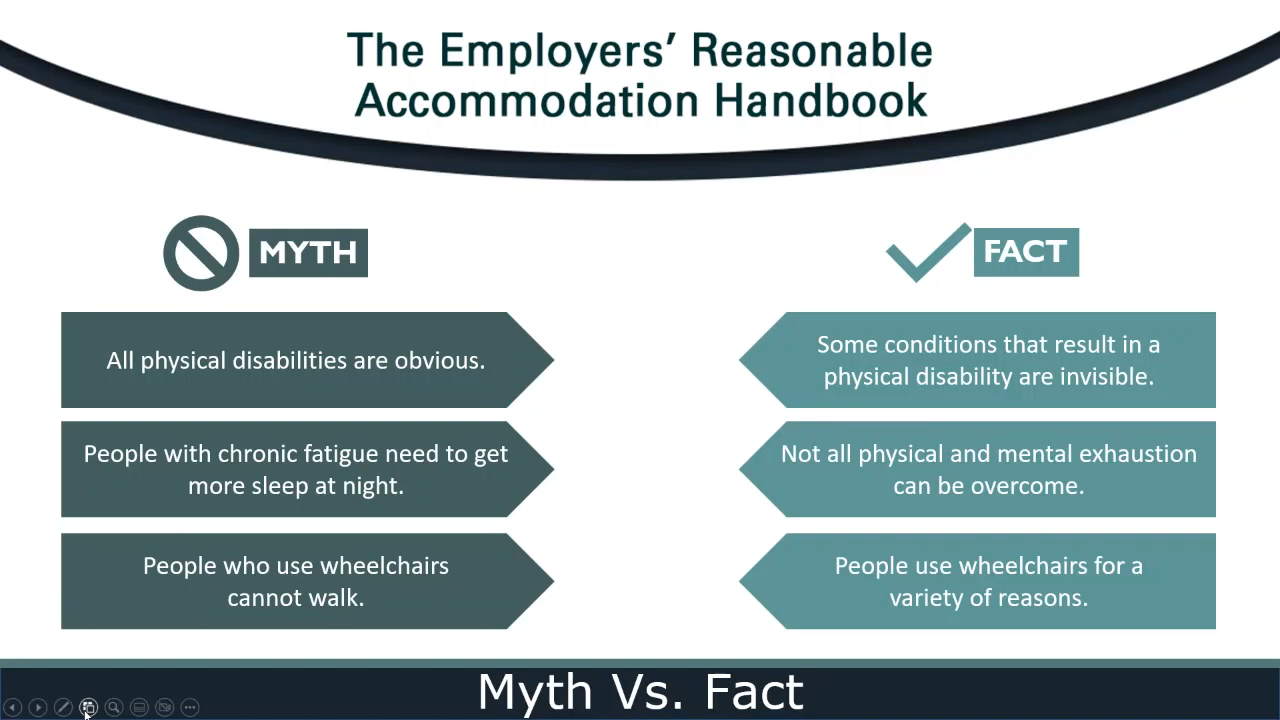 The Employers’ Reasonable
Accommodation Handbook
MYTH
FACT
All physical disabilities are obvious.
Some conditions that result in a
physical disability are invisible.
People with chronic fatigue need to get
more sleep at night.
Not all physical and mental exhaustion
can be overcome.
People who use wheelchairs
cannot walk.
People use wheelchairs for a
variety of reasons.
Myth Vs. Fact